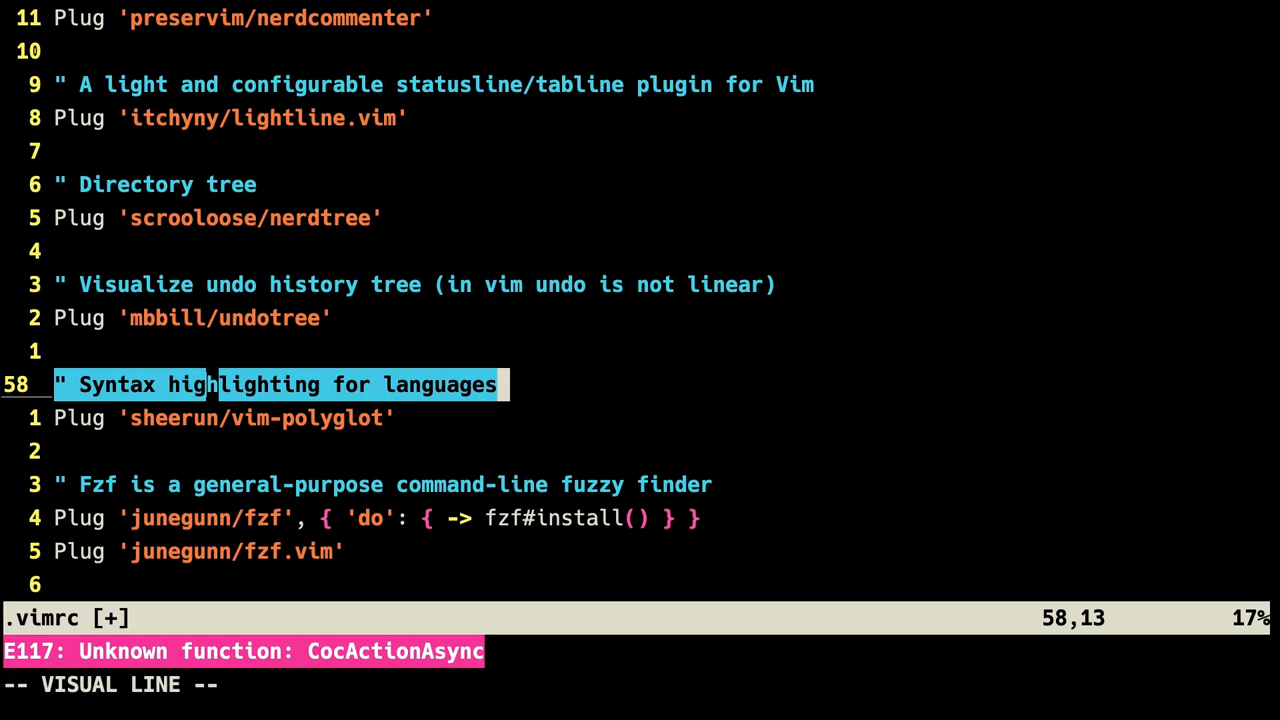 11 Plug 'preservim/nerdcommenter'
10
9 " A light and configurable statusline/tabline plugin for Vim
8 Plug 'itchyny/lightline.vim'
7
6 " Directory tree
5 Plug 'scrooloose/nerdtree'
4
3 " Visualize undo history tree (in vim undo is not linear)
2 Plug 'mbbill/undotree'
1
58 " Syntax highlighting for languages
1 Plug 'sheerun/vim-polyglot'
2
3 " Fzf is a general-purpose command-line fuzzy finder
4 Plug 'junegunn/fzf', { 'do': { -> fzf#install() } }
5 Plug 'junegunn/fzf.vim'
6
.vimrc [+] 58,13 17%
E117: Unknown function: CocActionAsync
-- VISUAL LINE --